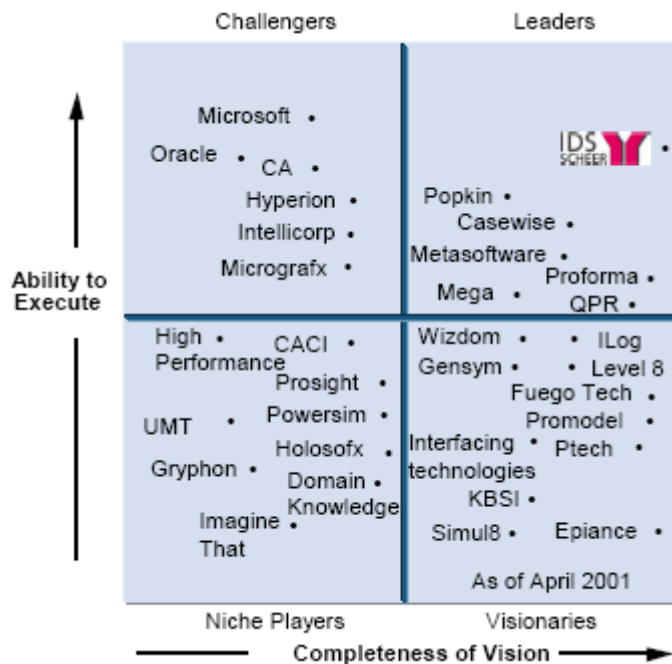 Challengers
Leaders
Microsoft
Oracle
CA
Hyperion
Intellicorp
Micrografx
IDS
SCHEER
Popkin
Casewise
Metasoftware
Proforma
Mega
QPR
Ability to
Execute
High
Performance
CACI
Prosight
Powersim
UMT
Holosofx
Gryphon
Domain
Knowledge
Imagine
That
Wizdom
ILog
Gensym
Level 8
Fuego Tech
Promodel
Interfacing
technologies
Ptech
KBSI
Simul8
Epiance
As of April 2001
Niche Players
Visionaries
Completeness of Vision